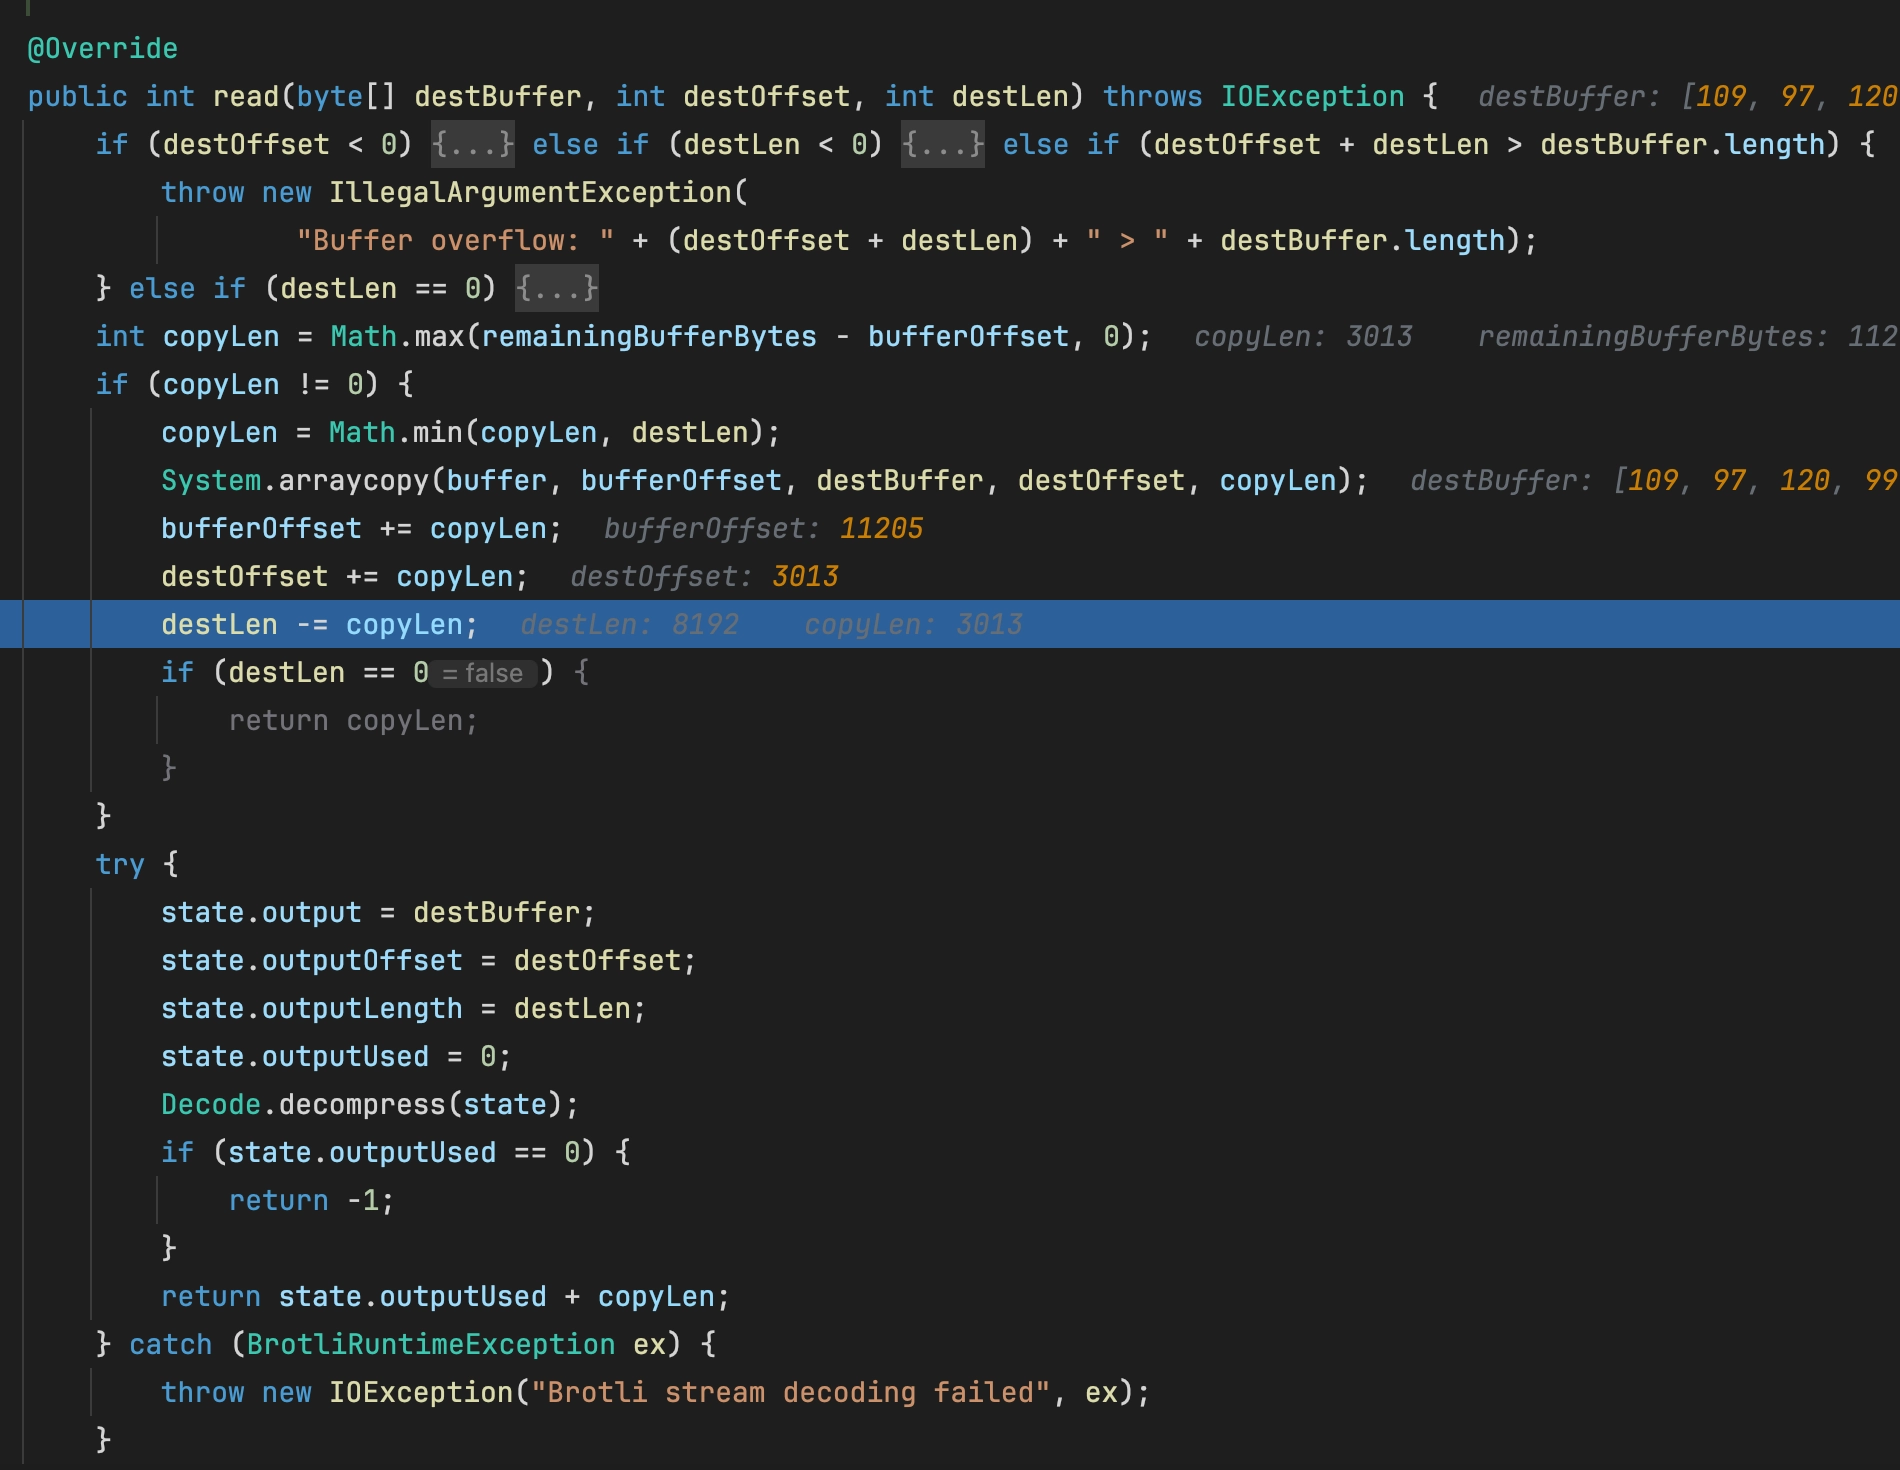 @Override
public int read(byte[] destBuffer, int destOffset, int destLen) throws IOException {  destBuffer: [109, 97, 120
if (destOffset < 0) {...} else if (destLen < 0) {...} else if (destOffset + destLen > destBuffer.length) {
throw new IllegalArgumentException(
"Buffer overflow: " + (destOffset + destLen) + " > " + destBuffer.length);
} else if (destLen == 0) {...}
int copyLen = Math.max(remainingBufferBytes - bufferOffset, 0);  copyLen: 3013  remainingBufferBytes: 112
if (copyLen != 0) {
copyLen = Math.min(copyLen, destLen);
System.arraycopy(buffer, bufferOffset, destBuffer, destOffset, copyLen);  destBuffer: [109, 97, 120, 99
bufferOffset += copyLen;  bufferOffset: 11205
destOffset += copyLen;  destOffset: 3013
destLen -= copyLen;  destLen: 8192  copyLen: 3013
if (destLen == 0 = false ) {
return copyLen;
}
}
try {
state.output = destBuffer;
state.outputOffset = destOffset;
state.outputLength = destLen;
state.outputUsed = 0;
Decode.decompress(state);
if (state.outputUsed == 0) {
return -1;
}
return state.outputUsed + copyLen;
} catch (BrotliRuntimeException ex) {
throw new IOException("Brotli stream decoding failed", ex);
}